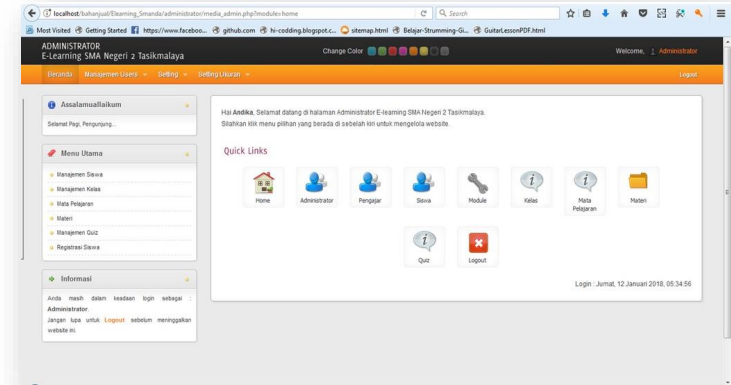 localhost/bahanjual/Elearning_Smanda/administrator/media_admin.php?module=home
Search
Most Visited Getting Started https://www.faceboo... github.com hi-codding.blogspot.c... sitemap.html Belajar-Strumming-Gi... GuitarLessonPDF.html
ADMINISTRATOR
E-Learning SMA Negeri 2 Tasikmalaya
Change Color
Welcome, Administrator
Beranda Manajemen Users Setting Setting Ukuran Logout
Assalamuallaikum
Selamat Pagi, Pengunjung..
Menu Utama
Manajemen Siswa
Manajemen Kelas
Mata Pelajaran
Materi
Manajemen Quiz
Registrasi Siswa
Informasi
Anda masih dalam keadaan login sebagai :
Administrator.
Jangan lupa untuk Logout sebelum meninggalkan
website ini.
Hai Andika, Selamat datang di halaman Administrator E-learning SMA Negeri 2 Tasikmalaya.
Silahkan klik menu pilihan yang berada di sebelah kiri untuk mengelola website.
Quick Links
Home Administrator Pengajar Siswa Module Kelas Mata Pelajaran Materi
Quiz Logout
Login : Jumat, 12 Januari 2018, 05:34:56